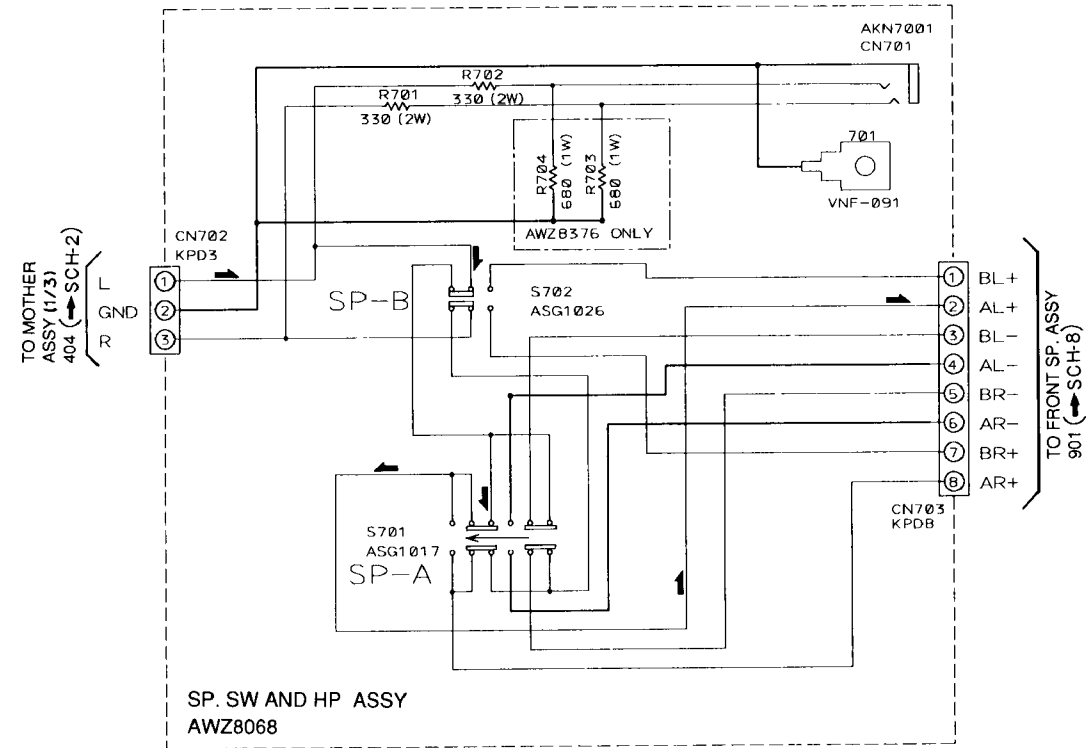 AKN7001
CN701
R702
330 (2W)
R701
330 (2W)
R704
680 (1W)
R703
680 (1W)
AWZ8376 ONLY
701
VNF-091
TO MOTHER
ASSY (1/3)
404 (➡SCH-2)
CN702
KPD3
L
GND
R
1
2
3
SP-B
S702
ASG1026
1 BL+
2 AL+
3 BL-
4 AL-
5 BR-
6 AR-
7 BR+
8 AR+
TO FRONT SP. ASSY
901 (➡SCH-8)
CN703
KPD8
S701
ASG1017
SP-A
SP. SW AND HP ASSY
AWZ8068